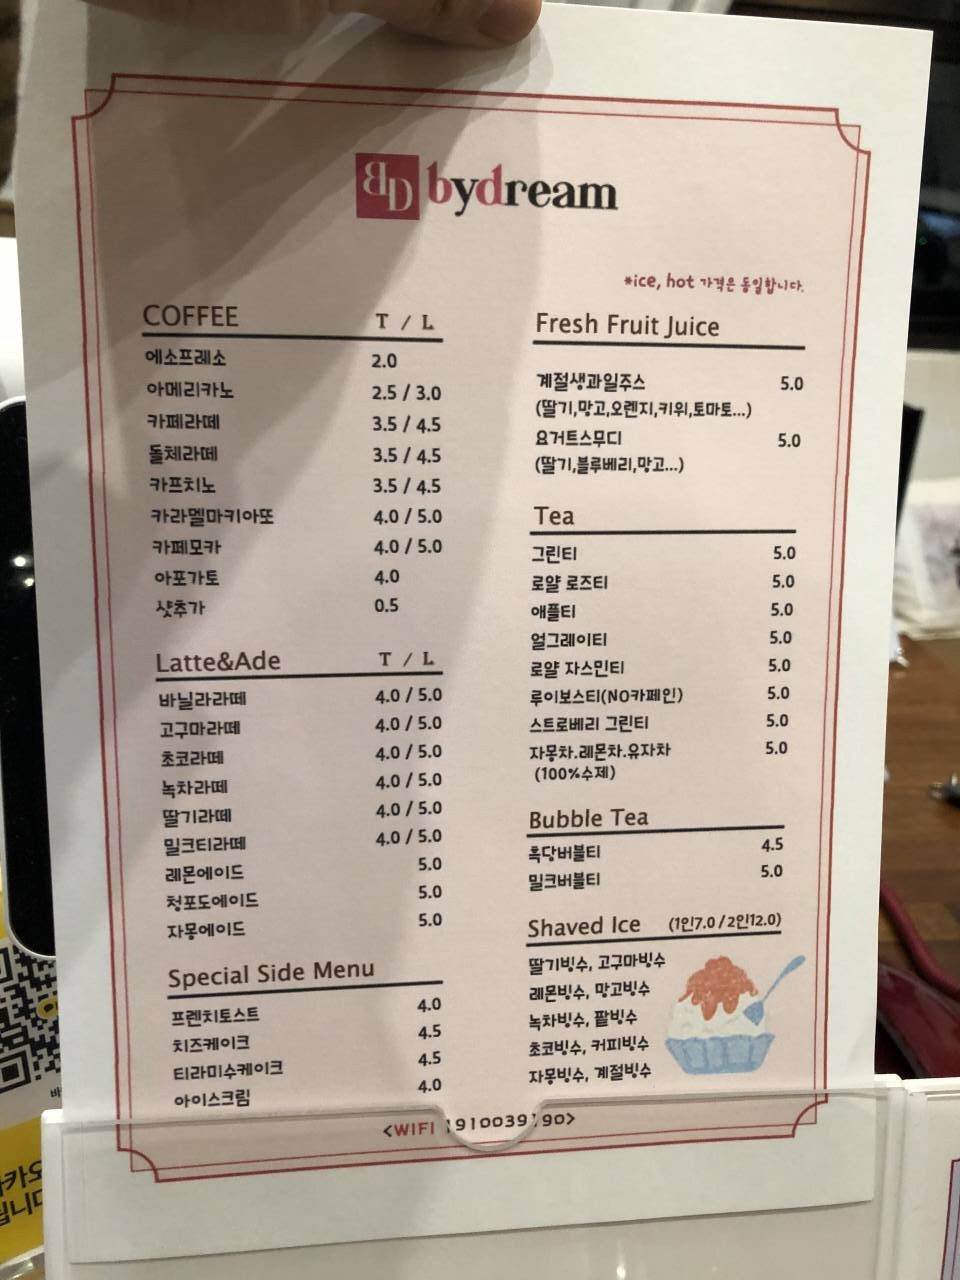 BD bydream
*ice, hot 가격은 동일합니다.
COFFEE T / L
에소프레소 2.0
아메리카노 2.5 / 3.0
카페라떼 3.5 / 4.5
돌체라떼 3.5 / 4.5
카프치노 3.5 / 4.5
카라멜마키아또 4.0 / 5.0
카페모카 4.0 / 5.0
아포가토 4.0
샷추가 0.5
Latte&Ade T / L
바닐라라떼 4.0 / 5.0
고구마라떼 4.0 / 5.0
초코라떼 4.0 / 5.0
녹차라떼 4.0 / 5.0
딸기라떼 4.0 / 5.0
밀크티라떼 4.0 / 5.0
레몬에이드 5.0
청포도에이드 5.0
자몽에이드 5.0
Special Side Menu
프렌치토스트 4.0
치즈케이크 4.5
티라미수케이크 4.5
아이스크림 4.0
Fresh Fruit Juice
계절생과일주스 5.0
(딸기,망고,오렌지,키위,토마토...)
요거트스무디 5.0
(딸기,블루베리,망고...)
Tea
그린티 5.0
로얄 로즈티 5.0
애플티 5.0
얼그레이티 5.0
로얄 자스민티 5.0
루이보스티(NO카페인) 5.0
스트로베리 그린티 5.0
자몽차.레몬차.유자차 5.0
(100%수제)
Bubble Tea
흑당버블티 4.5
밀크버블티 5.0
Shaved Ice (1인7.0 / 2인12.0)
딸기빙수, 고구마빙수
레몬빙수, 망고빙수
녹차빙수, 팥빙수
초코빙수, 커피빙수
자몽빙수, 계절빙수
<WIFI 1910039190>